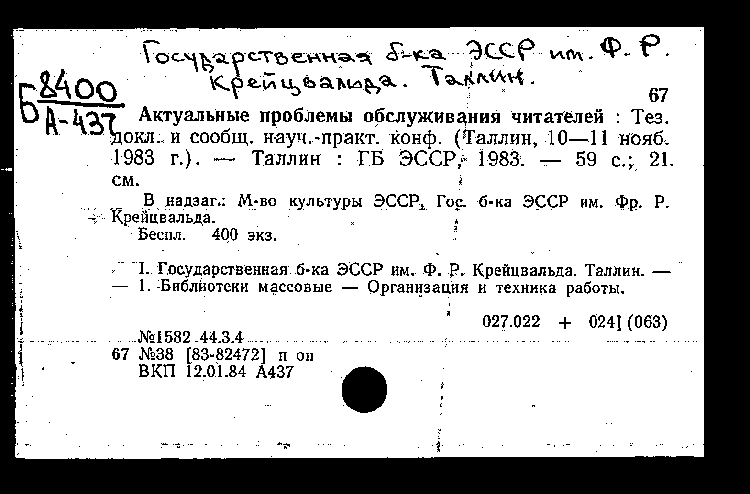 Государственная б-ка ЭССР им. Ф. Р.
Крейцвальда. Таллин.
Б 8400
А-437
67
Актуальные проблемы обслуживания читателей : Тез.
докл. и сообщ. науч.-практ. конф. (Таллин, 10—11 нояб.
1983 г.). — Таллин : ГБ ЭССР, 1983. — 59 с.; 21.
см.
В надзаг.: М-во культуры ЭССР, Гос. б-ка ЭССР им. Фр. Р.
Крейцвальда.
Беспл. 400 экз.
I. Государственная б-ка ЭССР им. Ф. Р. Крейцвальда. Таллин. —
— 1. Библиотеки массовые — Организация и техника работы.
027.022 + 024] (063)
№1582 44.3.4
67 №38 [83-82472] п он
ВКП 12.01.84 А437